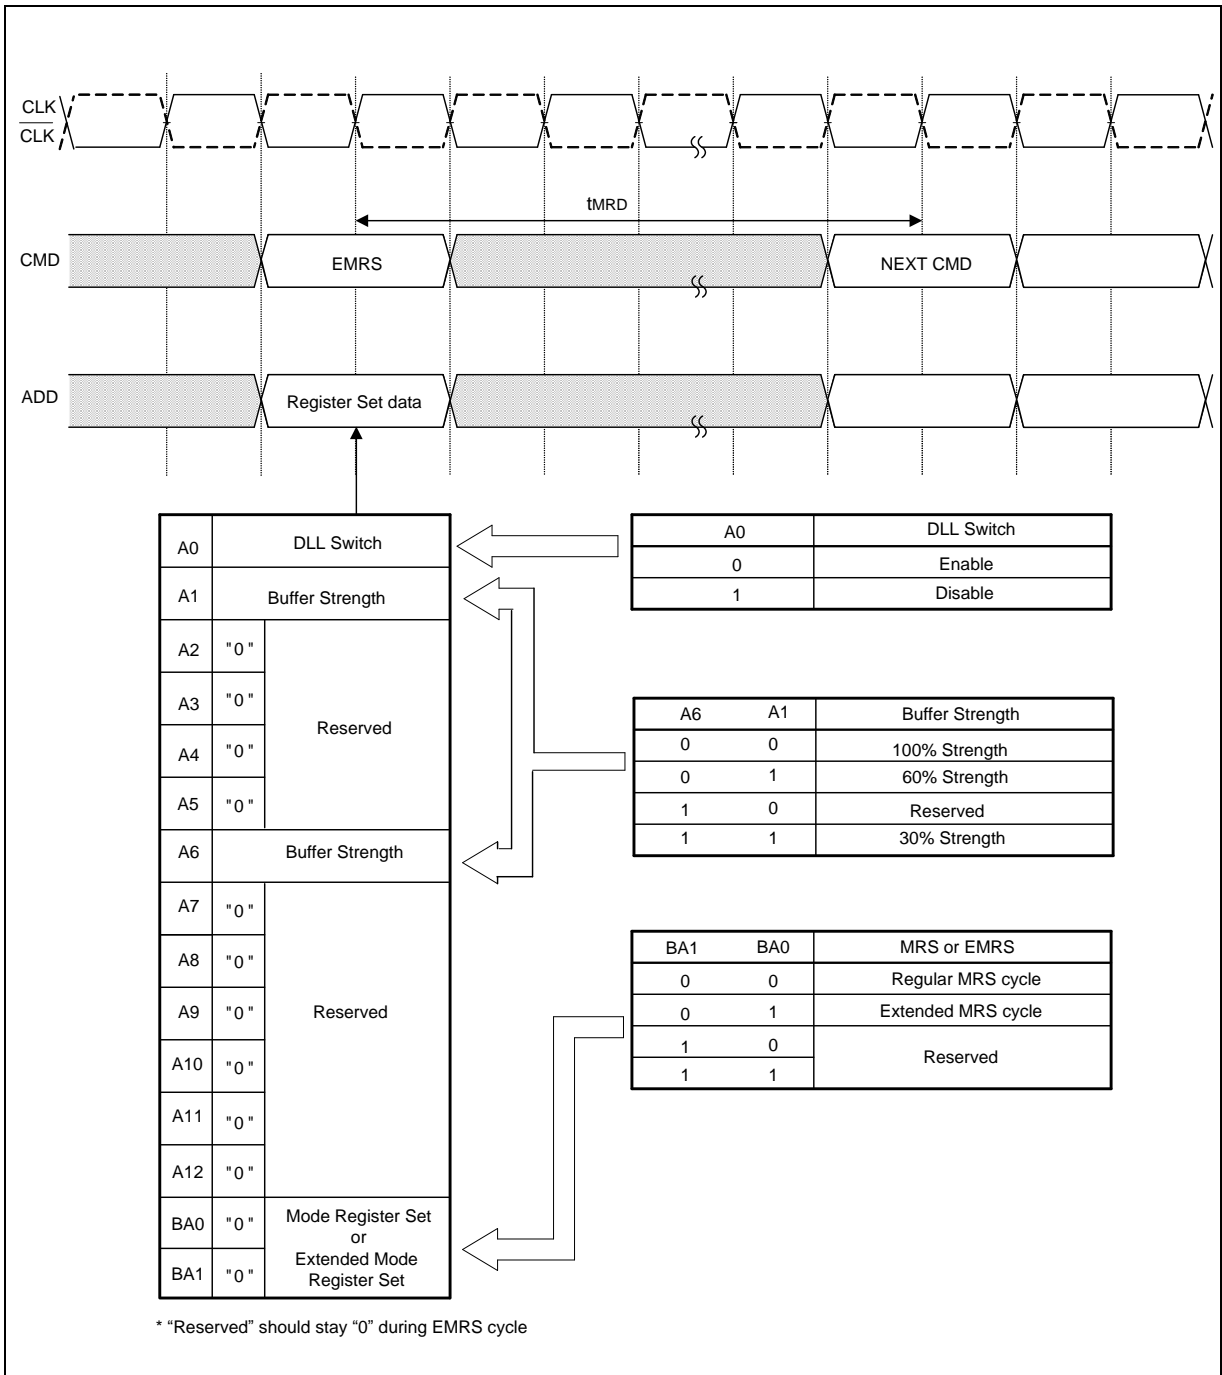 CLK
CLK
tMRD
CMD
EMRS
NEXT CMD
ADD
Register Set data
A0 DLL Switch
A1 Buffer Strength
A2 "0"
A3 "0"
Reserved
A4 "0"
A5 "0"
A6 Buffer Strength
A7 "0"
A8 "0"
A9 "0" Reserved
A10 "0"
A11 "0"
A12 "0"
BA0 "0" Mode Register Set
or
Extended Mode
BA1 "0" Register Set
A0 DLL Switch
0 Enable
1 Disable
A6 A1 Buffer Strength
0 0 100% Strength
0 1 60% Strength
1 0 Reserved
1 1 30% Strength
BA1 BA0 MRS or EMRS
0 0 Regular MRS cycle
0 1 Extended MRS cycle
1 0
Reserved
1 1
* “Reserved” should stay “0” during EMRS cycle